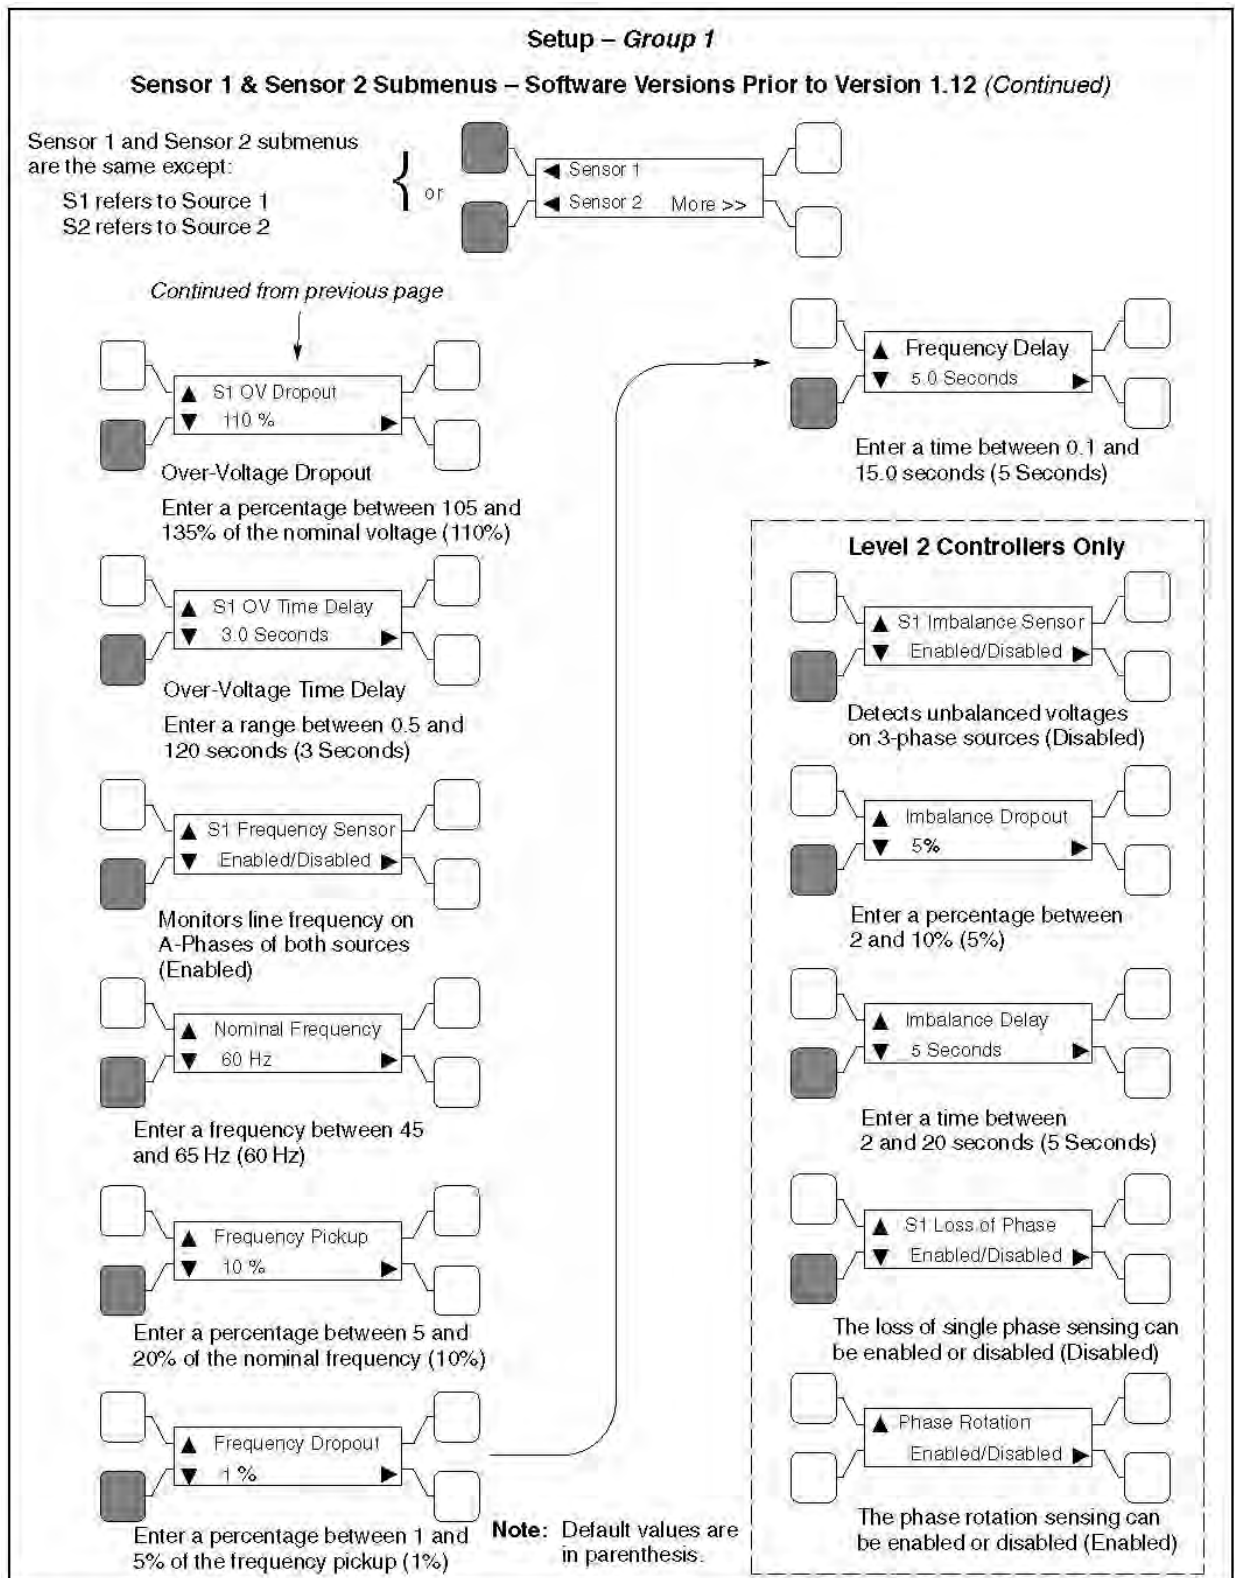 Setup – Group 1
Sensor 1 & Sensor 2 Submenus – Software Versions Prior to Version 1.12 (Continued)
Sensor 1 and Sensor 2 submenus
are the same except:
S1 refers to Source 1
S2 refers to Source 2
{ or
◀ Sensor 1
◀ Sensor 2 More >>
Continued from previous page
▲ S1 OV Dropout
▼ 110 % ▶
Over-Voltage Dropout
Enter a percentage between 105 and
135% of the nominal voltage (110%)
▲ S1 OV Time Delay
▼ 3.0 Seconds ▶
Over-Voltage Time Delay
Enter a range between 0.5 and
120 seconds (3 Seconds)
▲ S1 Frequency Sensor
▼ Enabled/Disabled ▶
Monitors line frequency on
A-Phases of both sources
(Enabled)
▲ Nominal Frequency
▼ 60 Hz ▶
Enter a frequency between 45
and 65 Hz (60 Hz)
▲ Frequency Pickup
▼ 10 % ▶
Enter a percentage between 5 and
20% of the nominal frequency (10%)
▲ Frequency Dropout
▼ 1 % ▶
Enter a percentage between 1 and
5% of the frequency pickup (1%)
Note: Default values are
in parenthesis.
▲ Frequency Delay
▼ 5.0 Seconds ▶
Enter a time between 0.1 and
15.0 seconds (5 Seconds)
Level 2 Controllers Only
▲ S1 Imbalance Sensor
▼ Enabled/Disabled ▶
Detects unbalanced voltages
on 3-phase sources (Disabled)
▲ Imbalance Dropout
▼ 5% ▶
Enter a percentage between
2 and 10% (5%)
▲ Imbalance Delay
▼ 5 Seconds ▶
Enter a time between
2 and 20 seconds (5 Seconds)
▲ S1 Loss of Phase
▼ Enabled/Disabled ▶
The loss of single phase sensing can
be enabled or disabled (Disabled)
▲ Phase Rotation
Enabled/Disabled ▶
The phase rotation sensing can
be enabled or disabled (Enabled)